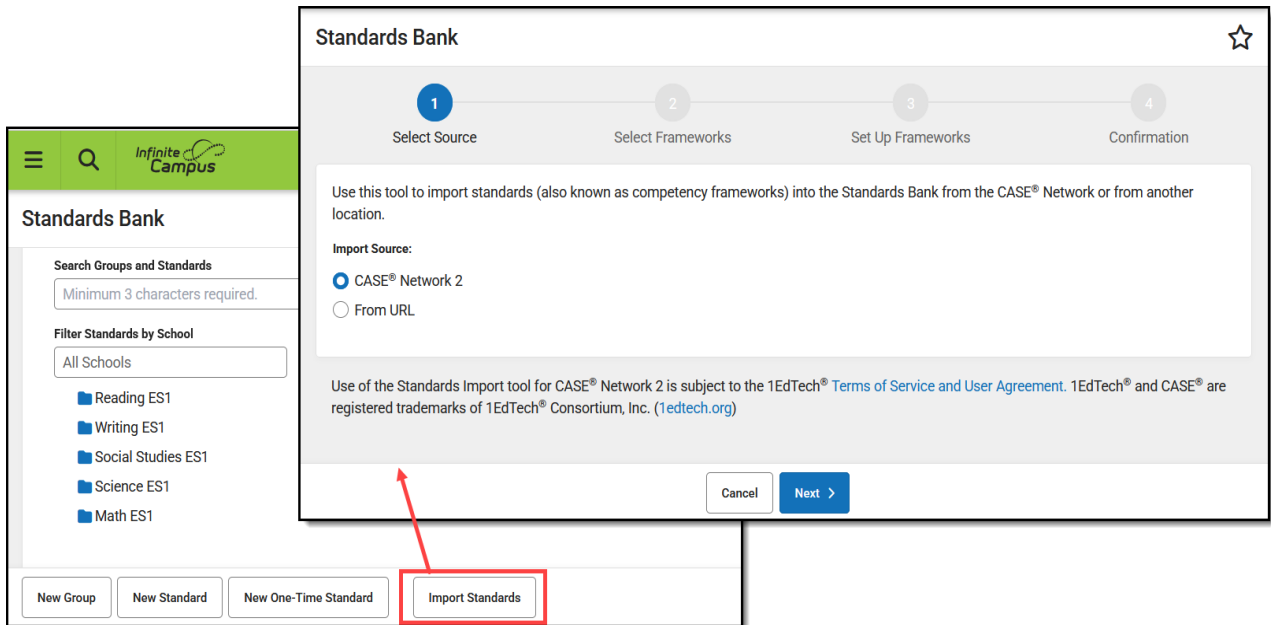 Standards Bank
1
2
3
4
Select Source
Select Frameworks
Set Up Frameworks
Confirmation
Use this tool to import standards (also known as competency frameworks) into the Standards Bank from the CASE® Network or from another
location.
Import Source:
CASE® Network 2
From URL
Use of the Standards Import tool for CASE® Network 2 is subject to the 1EdTech® Terms of Service and User Agreement. 1EdTech® and CASE® are
registered trademarks of 1EdTech® Consortium, Inc. (1edtech.org)
Cancel
Next
Infinite
Campus
Standards Bank
Search Groups and Standards
Minimum 3 characters required.
Filter Standards by School
All Schools
Reading ES1
Writing ES1
Social Studies ES1
Science ES1
Math ES1
New Group
New Standard
New One-Time Standard
Import Standards